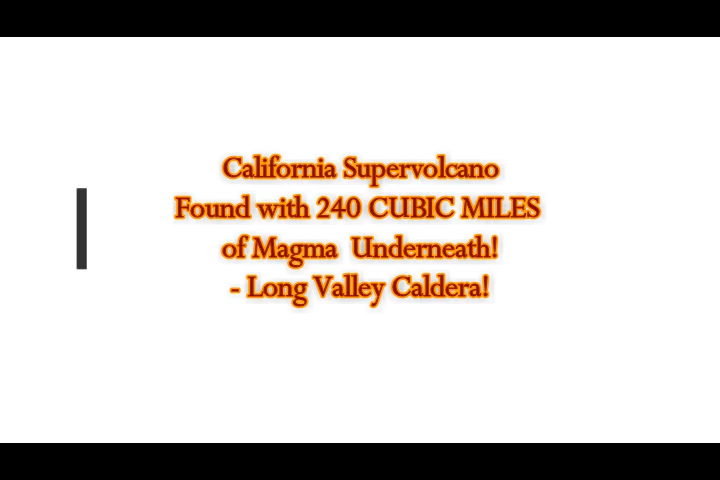 California Supervolcano
Found with 240 CUBIC MILES
of Magma Underneath!
- Long Valley Caldera!